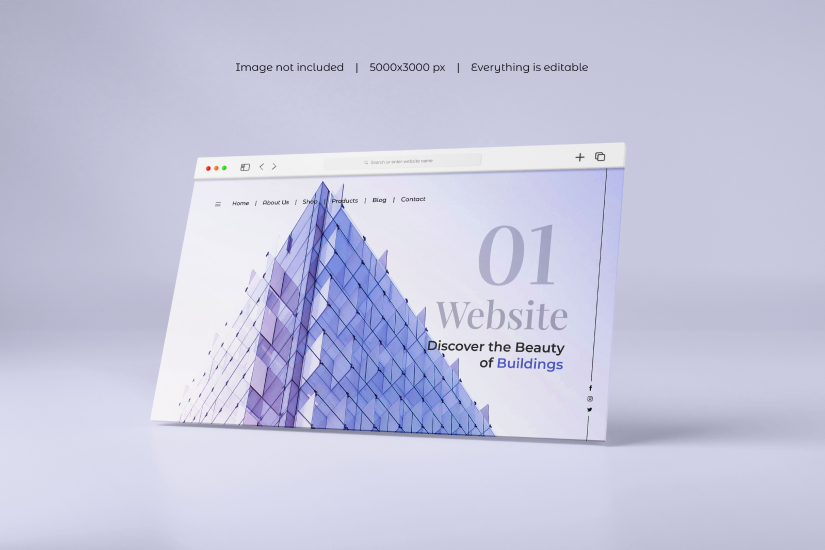 Image not included | 5000x3000 px | Everything is editable
Search or enter website name
Home | About Us | Shop | Products | Blog | Contact
01
Website
Discover the Beauty
of Buildings